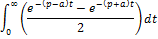 ∫₀^∞ ( (e^{-(p-a)t} - e^{-(p+a)t}) / 2 ) dt